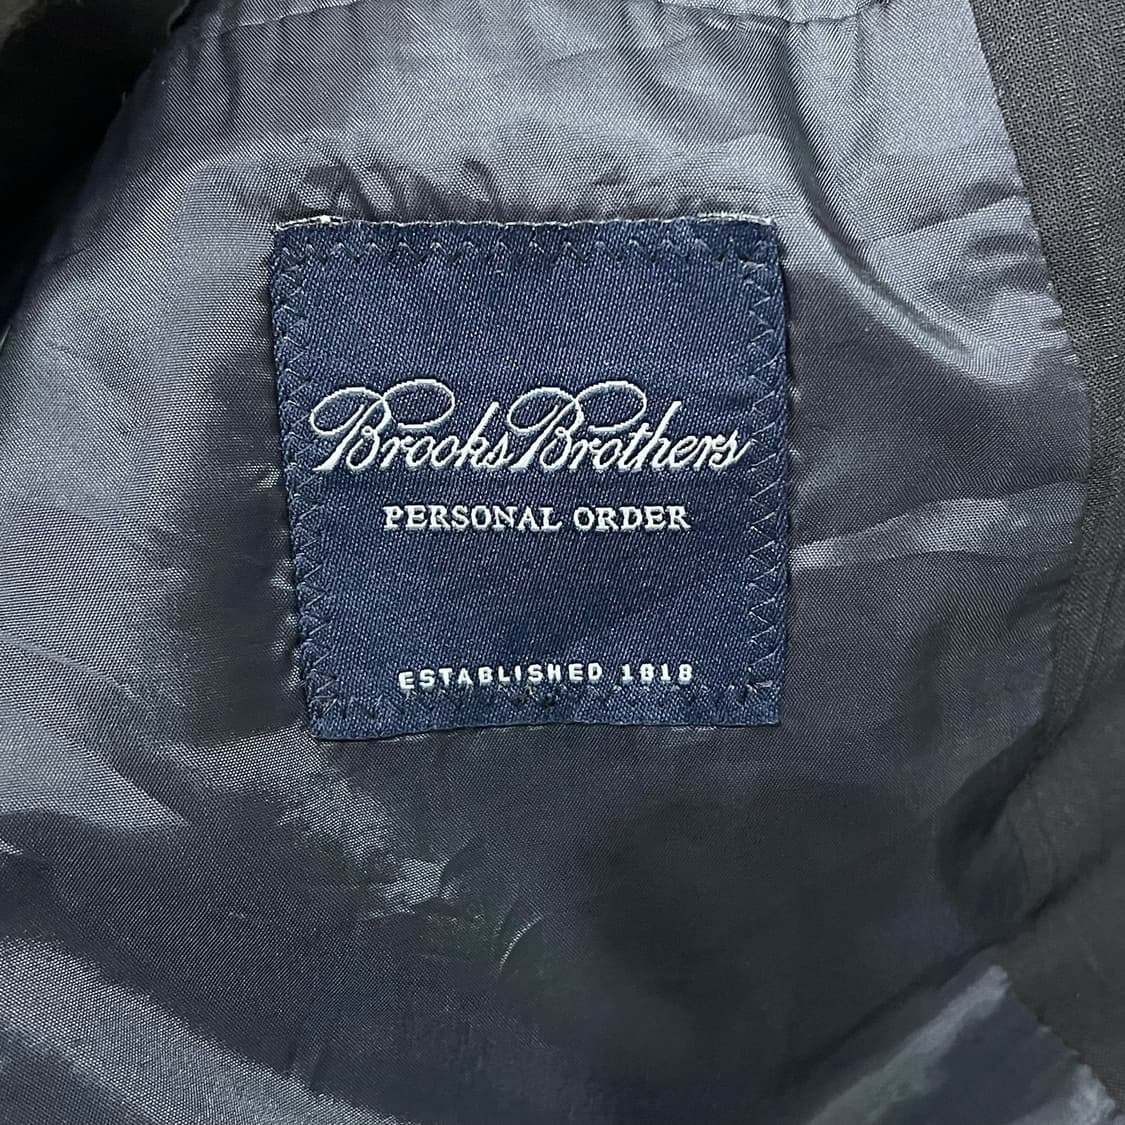 Brooks Brothers
PERSONAL ORDER
ESTABLISHED 1818